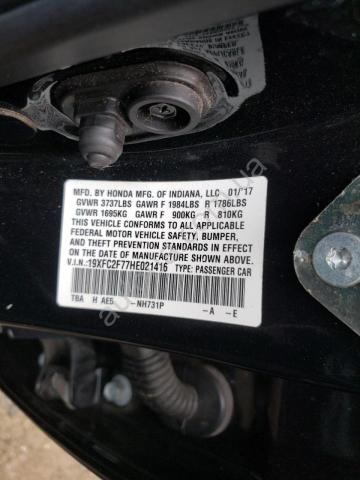 MFD. BY HONDA MFG. OF INDIANA, LLC 01/'17
GVWR 3737LBS GAWR F 1984LBS R 1786LBS
GVWR 1695KG GAWR F 900KG R 810KG
THIS VEHICLE CONFORMS TO ALL APPLICABLE
FEDERAL MOTOR VEHICLE SAFETY, BUMPER,
AND THEFT PREVENTION STANDARDS IN
EFFECT ON THE DATE OF MANUFACTURE SHOWN ABOVE.
V.I.N.:19XFC2F77HE021416 TYPE: PASSENGER CAR
TBA H AE5 -NH731P -A -E